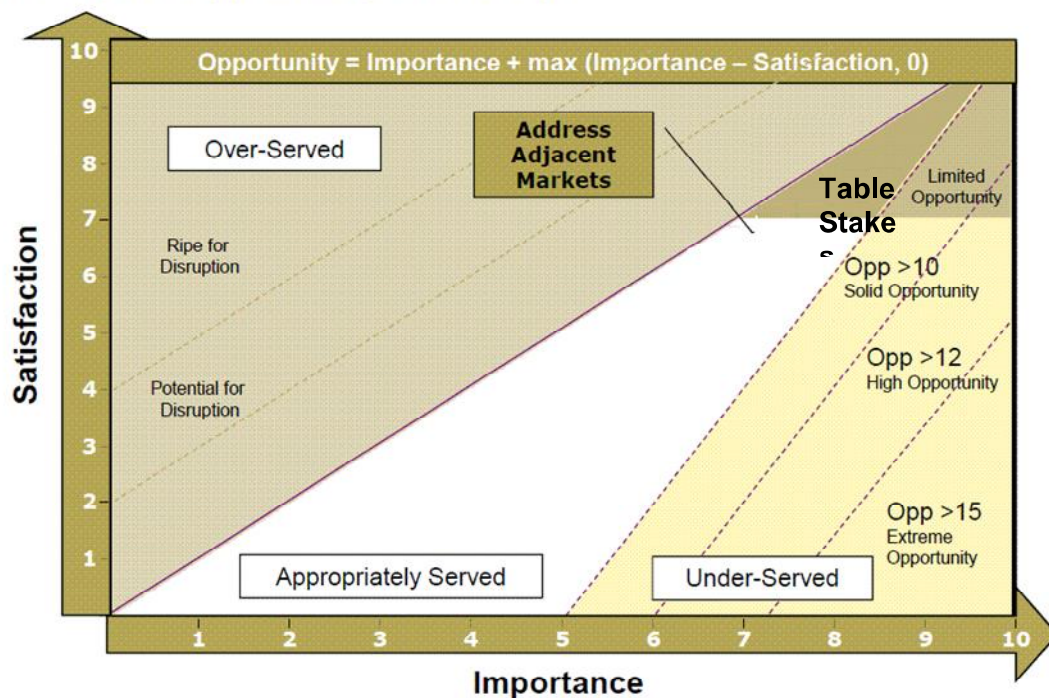 10
Opportunity = Importance + max (Importance – Satisfaction, 0)
9
Over-Served
Address
Adjacent
Markets
8
Limited
Opportunity
Table
Stake
s
7
Ripe for
Disruption
6
Opp >10
Solid Opportunity
5
Opp >12
High Opportunity
4
Potential for
Disruption
3
2
Opp >15
Extreme
Opportunity
1
Appropriately Served
Under-Served
Satisfaction
1 2 3 4 5 6 7 8 9 10
Importance